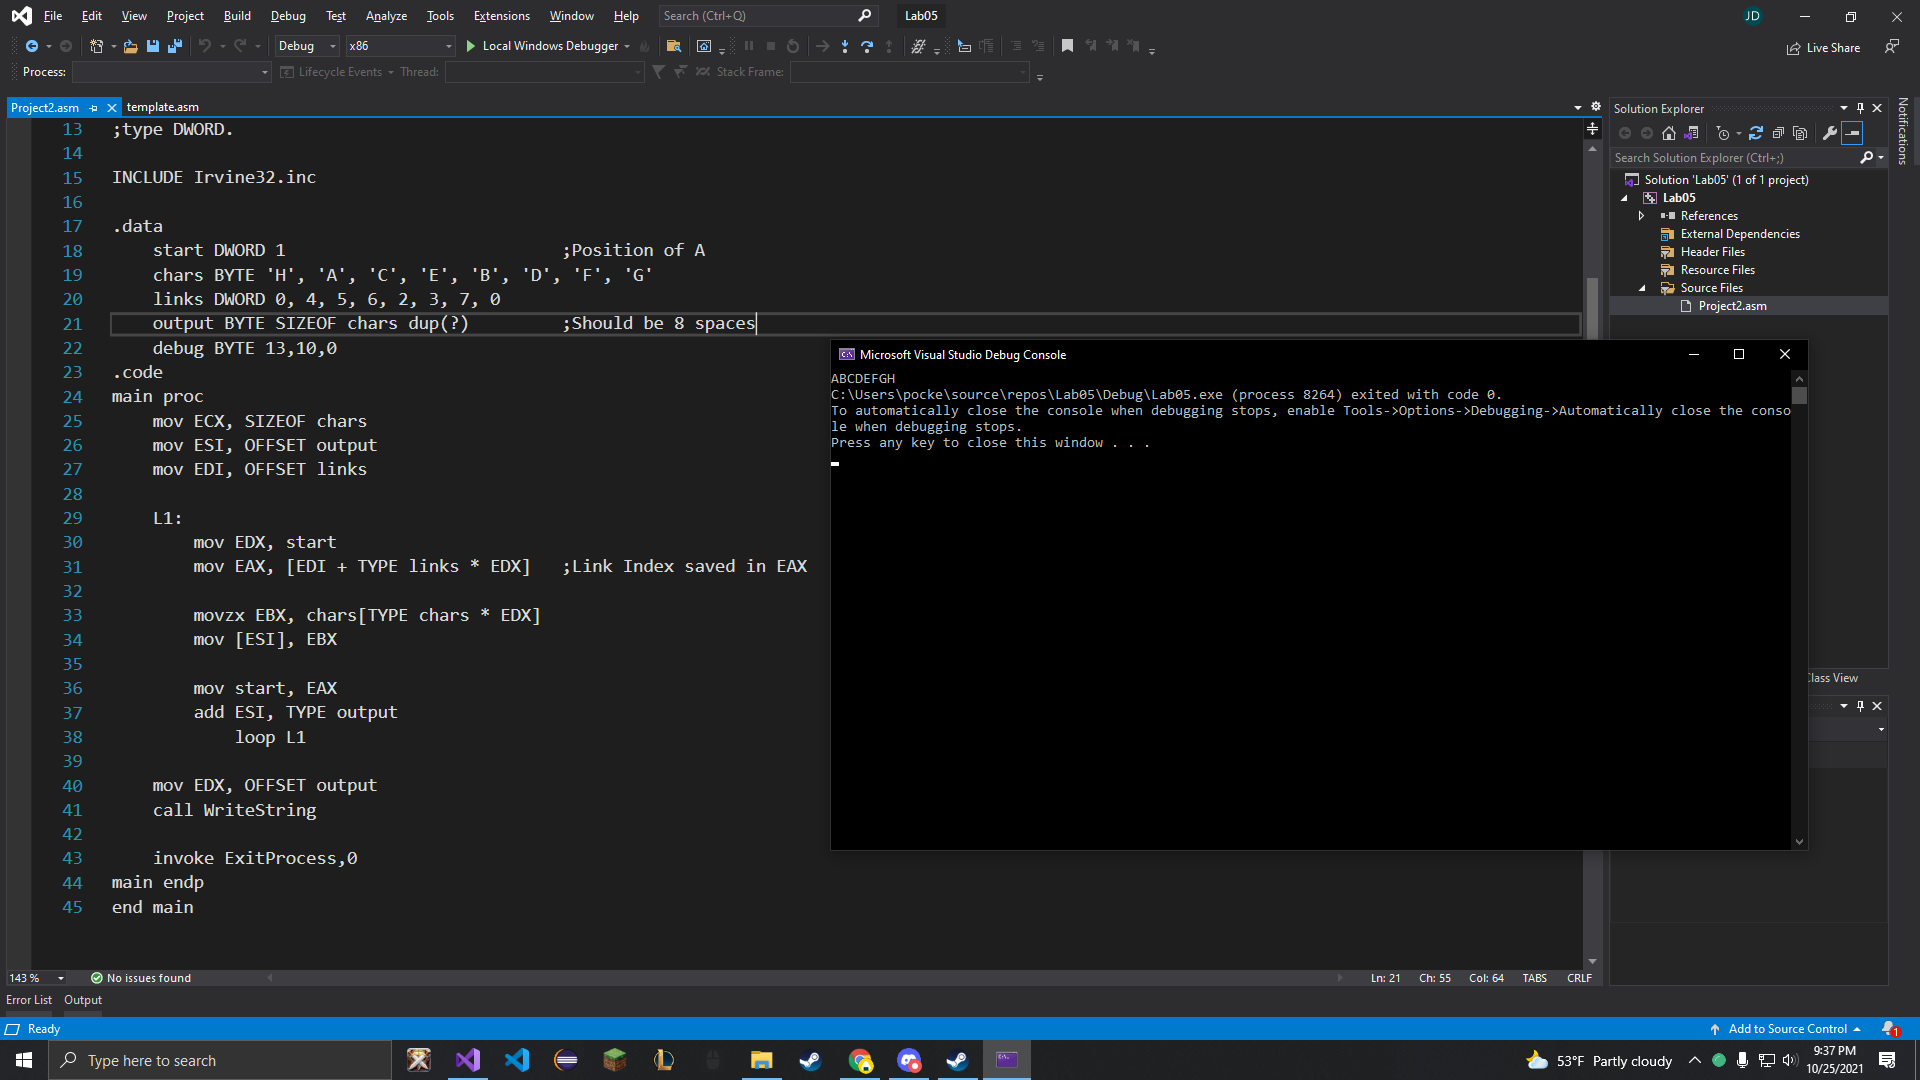 File Edit View Project Build Debug Test Analyze Tools Extensions Window Help Search (Ctrl+Q) Lab05 JD
Debug x86 Local Windows Debugger Live Share
Process: Lifecycle Events Thread: Stack Frame:
Project2.asm template.asm
13 ;type DWORD.
14
15 INCLUDE Irvine32.inc
16
17 .data
18 start DWORD 1 ;Position of A
19 chars BYTE 'H', 'A', 'C', 'E', 'B', 'D', 'F', 'G'
20 links DWORD 0, 4, 5, 6, 2, 3, 7, 0
21 output BYTE SIZEOF chars dup(?) ;Should be 8 spaces
22 debug BYTE 13,10,0
23 .code
24 main proc
25 mov ECX, SIZEOF chars
26 mov ESI, OFFSET output
27 mov EDI, OFFSET links
28
29 L1:
30 mov EDX, start
31 mov EAX, [EDI + TYPE links * EDX] ;Link Index saved in EAX
32
33 movzx EBX, chars[TYPE chars * EDX]
34 mov [ESI], EBX
35
36 mov start, EAX
37 add ESI, TYPE output
38 loop L1
39
40 mov EDX, OFFSET output
41 call WriteString
42
43 invoke ExitProcess,0
44 main endp
45 end main
Microsoft Visual Studio Debug Console
ABCDEFGH
C:\Users\pocke\source\repos\Lab05\Debug\Lab05.exe (process 8264) exited with code 0.
To automatically close the console when debugging stops, enable Tools->Options->Debugging->Automatically close the conso
le when debugging stops.
Press any key to close this window . . .
Solution Explorer
Search Solution Explorer (Ctrl+;)
Solution 'Lab05' (1 of 1 project)
Lab05
References
External Dependencies
Header Files
Resource Files
Source Files
Project2.asm
Notifications
Class View
143 % No issues found Ln: 21 Ch: 55 Col: 64 TABS CRLF
Error List Output
Ready Add to Source Control 1
Type here to search 53°F Partly cloudy 9:37 PM
10/25/2021